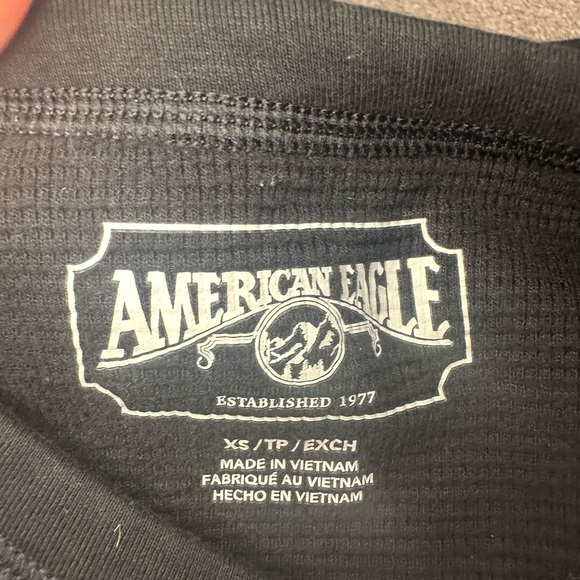 AMERICAN EAGLE
ESTABLISHED 1977
XS / TP / EXCH
MADE IN VIETNAM
FABRIQUÉ AU VIETNAM
HECHO EN VIETNAM